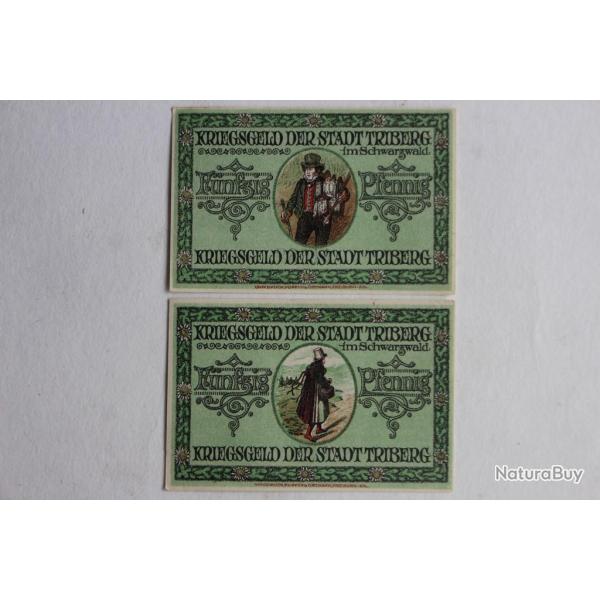 KRIEGSGELD DER STADT TRIBERG
im Schwarzwald.
Fünfzig Pfennig
KRIEGSGELD DER STADT TRIBERG
KRIEGSGELD DER STADT TRIBERG
im Schwarzwald.
Fünfzig Pfennig
KRIEGSGELD DER STADT TRIBERG
NaturaBuy